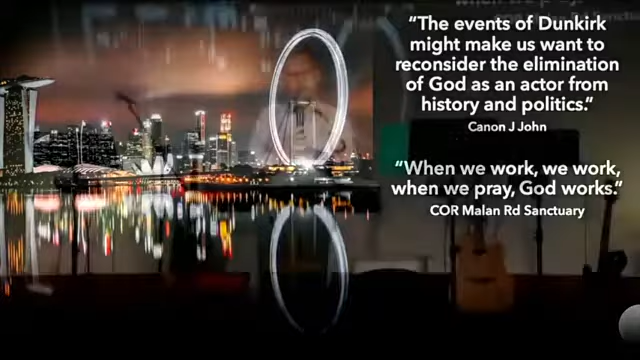 “The events of Dunkirk
might make us want to
reconsider the elimination
of God as an actor from
history and politics.”
Canon J John
“When we work, we work,
when we pray, God works.”
COR Malan Rd Sanctuary